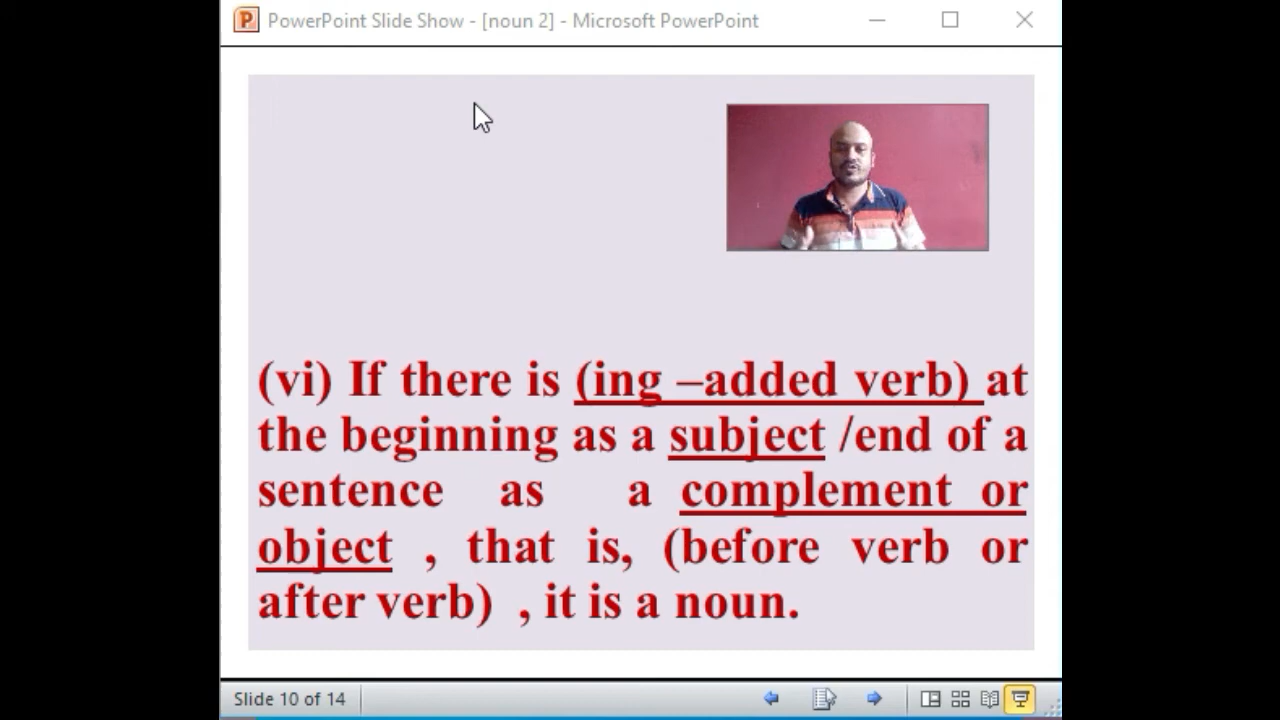 PowerPoint Slide Show - [noun 2] - Microsoft PowerPoint
(vi) If there is (ing –added verb) at
the beginning as a subject /end of a
sentence as a complement or
object , that is, (before verb or
after verb) , it is a noun.
Slide 10 of 14